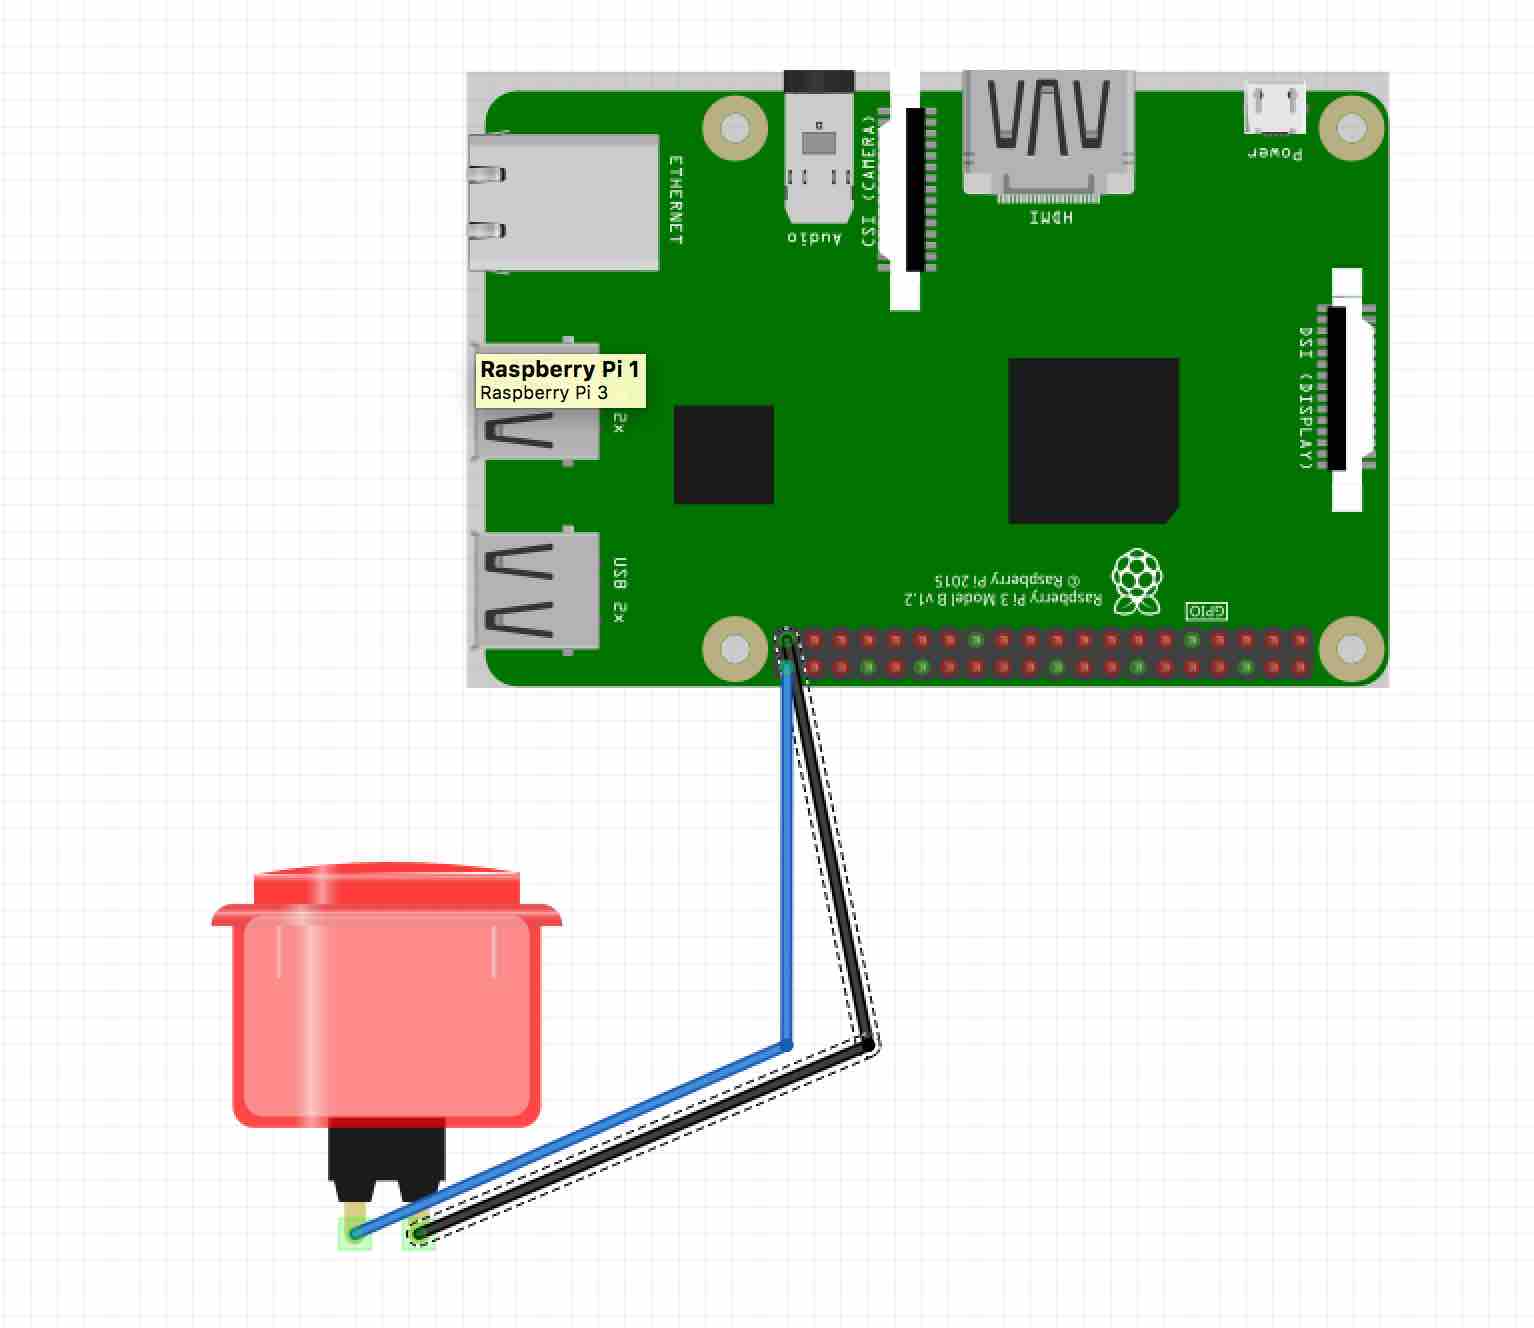 ETHERNET
Audio
CSI (CAMERA)
HDMI
Power
Raspberry Pi 1
Raspberry Pi 3
2x
DSI (DISPLAY)
USB 2x
© Raspberry Pi 2015
Raspberry Pi 3 Model B v1.2
GPIO